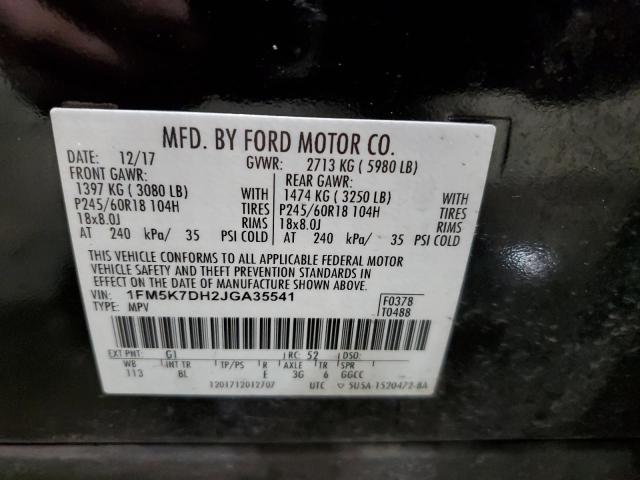 MFD. BY FORD MOTOR CO.
DATE: 12/17 GVWR: 2713 KG ( 5980 LB)
FRONT GAWR: REAR GAWR:
1397 KG ( 3080 LB) WITH 1474 KG ( 3250 LB) WITH
P245/60R18 104H TIRES P245/60R18 104H TIRES
18x8.0J RIMS 18x8.0J RIMS
AT 240 kPa/ 35 PSI COLD AT 240 kPa/ 35 PSI COLD
THIS VEHICLE CONFORMS TO ALL APPLICABLE FEDERAL MOTOR
VEHICLE SAFETY AND THEFT PREVENTION STANDARDS IN
EFFECT ON THE DATE OF MANUFACTURE SHOWN ABOVE.
VIN: 1FM5K7DH2JGA35541 F0378
TYPE: MPV T0488
EXT PNT: G1 RC: 52 DSO:
WB INT TR TP/PS R AXLE TR SPR
113 BL E 3G 6 GGCC
1201712012707 UTC 5USA-1520472-BA